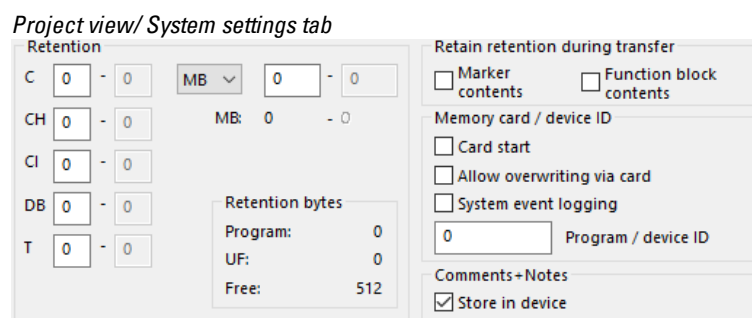 Project view/ System settings tab
Retention
C 0 - 0 MB 0 - 0
CH 0 - 0 MB: 0 - 0
CI 0 - 0
DB 0 - 0
T 0 - 0
Retention bytes
Program: 0
UF: 0
Free: 512
Retain retention during transfer
Marker contents
Function block contents
Memory card / device ID
Card start
Allow overwriting via card
System event logging
0 Program / device ID
Comments+Notes
Store in device